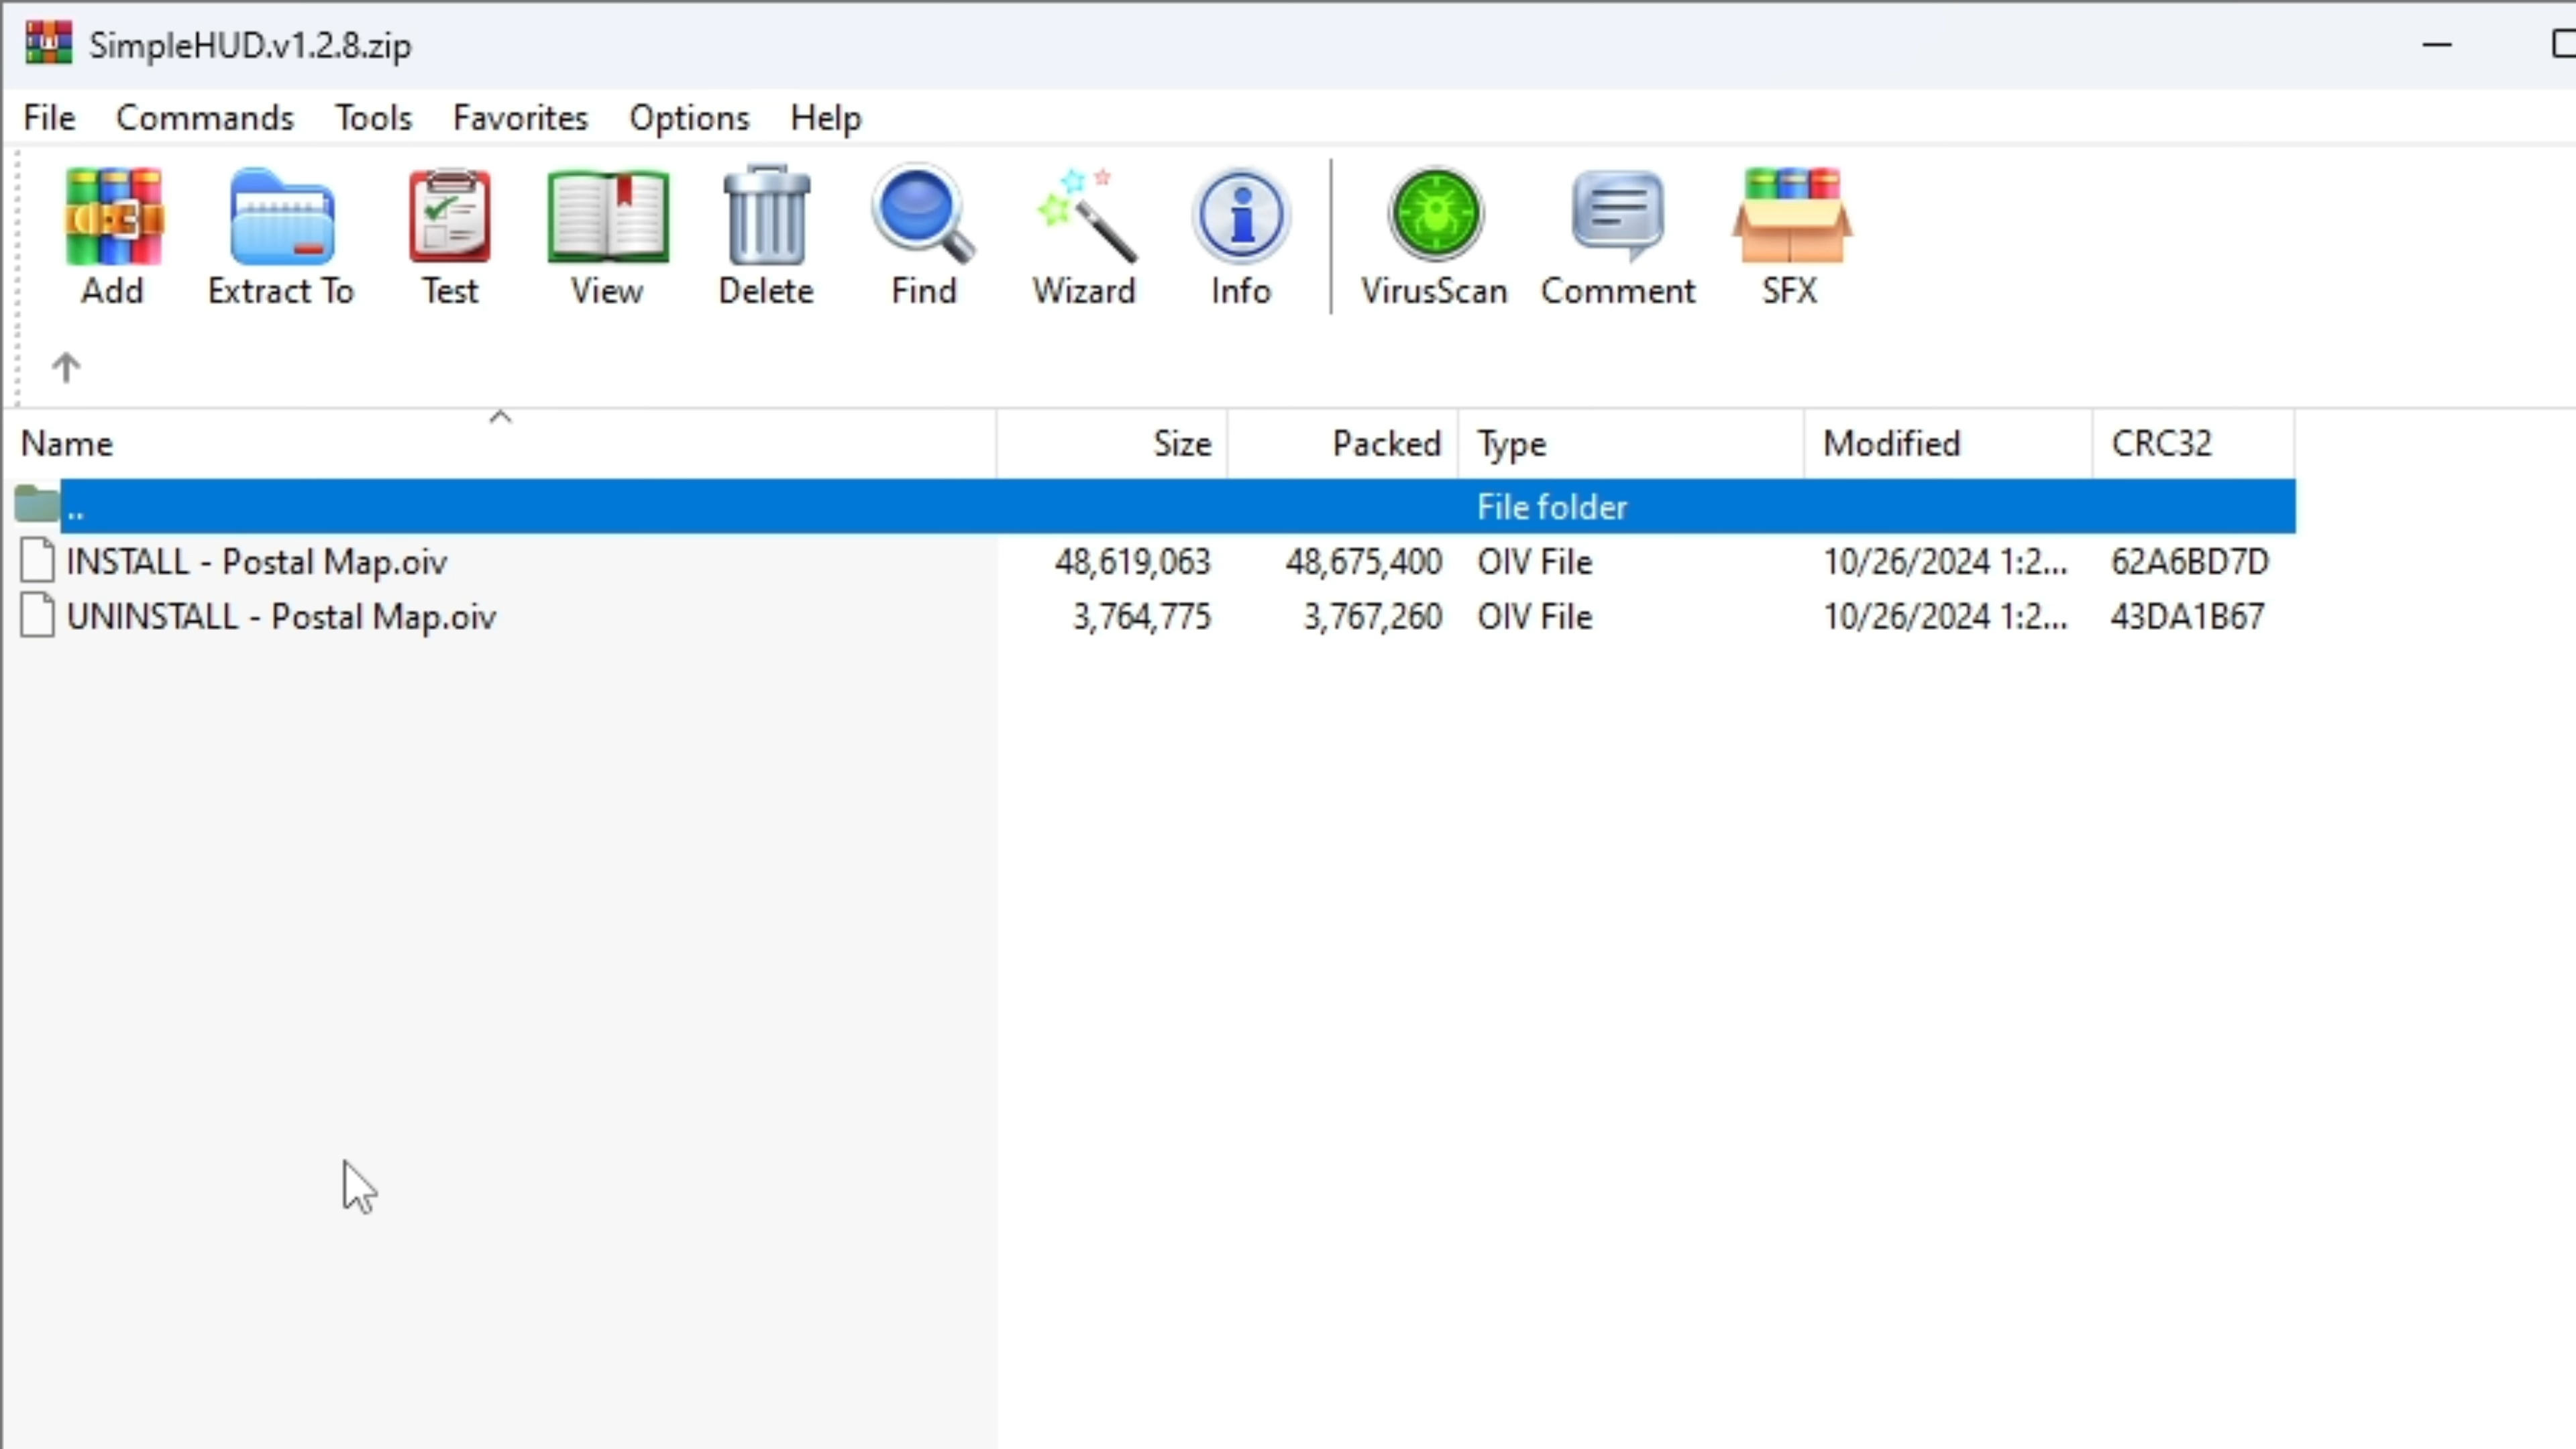 SimpleHUD.v1.2.8.zip
File Commands Tools Favorites Options Help
Add Extract To Test View Delete Find Wizard Info VirusScan Comment SFX
Name Size Packed Type Modified CRC32
.. File folder
INSTALL - Postal Map.oiv 48,619,063 48,675,400 OIV File 10/26/2024 1:2... 62A6BD7D
UNINSTALL - Postal Map.oiv 3,764,775 3,767,260 OIV File 10/26/2024 1:2... 43DA1B67